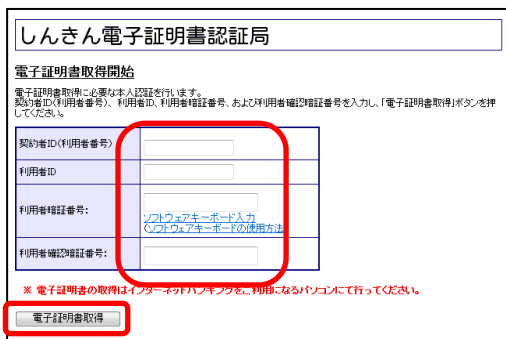 しんきん電子証明書認証局
電子証明書取得開始
電子証明書取得に必要な本人認証を行います。
契約者ID(利用者番号)、利用者ID、利用者暗証番号、および利用者確認暗証番号を入力し、「電子証明書取得」ボタンを押
してください。
契約者ID(利用者番号)
利用者ID
利用者暗証番号:
ソフトウェアキーボード入力
(ソフトウェアキーボードの使用方法
利用者確認暗証番号:
※ 電子証明書の取得はインターネットバンキングをご利用になるパソコンにて行ってください。
電子証明書取得